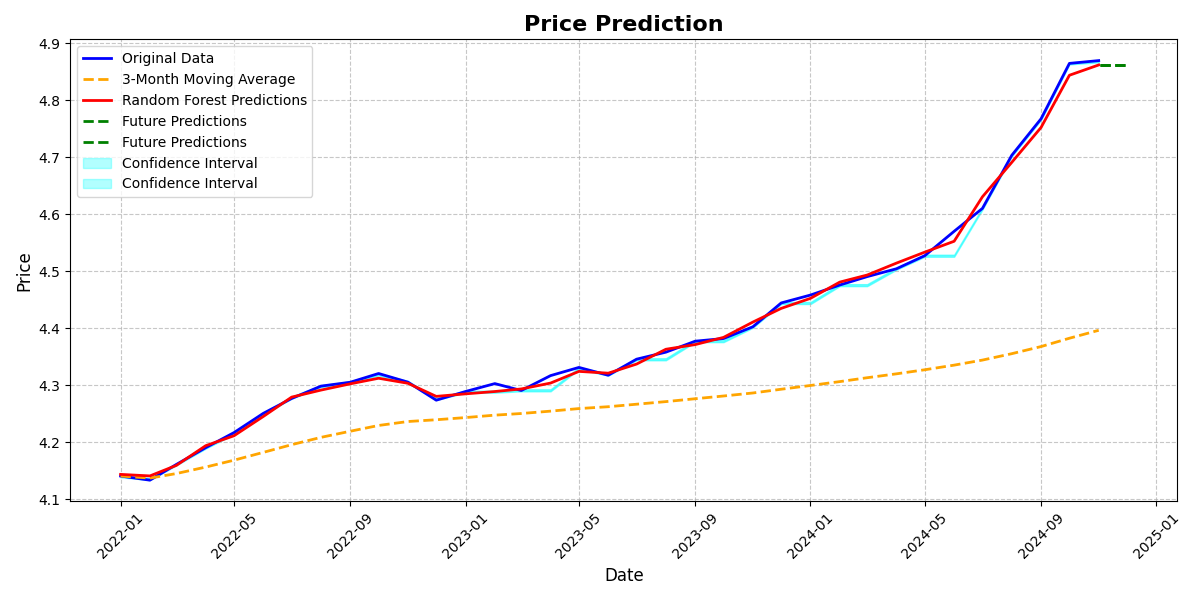 Price Prediction
4.9
4.8
4.7
4.6
4.5
4.4
4.3
4.2
4.1
Price
Original Data
3-Month Moving Average
Random Forest Predictions
Future Predictions
Future Predictions
Confidence Interval
Confidence Interval
2022-01
2022-05
2022-09
2023-01
2023-05
2023-09
2024-01
2024-05
2024-09
2025-01
Date